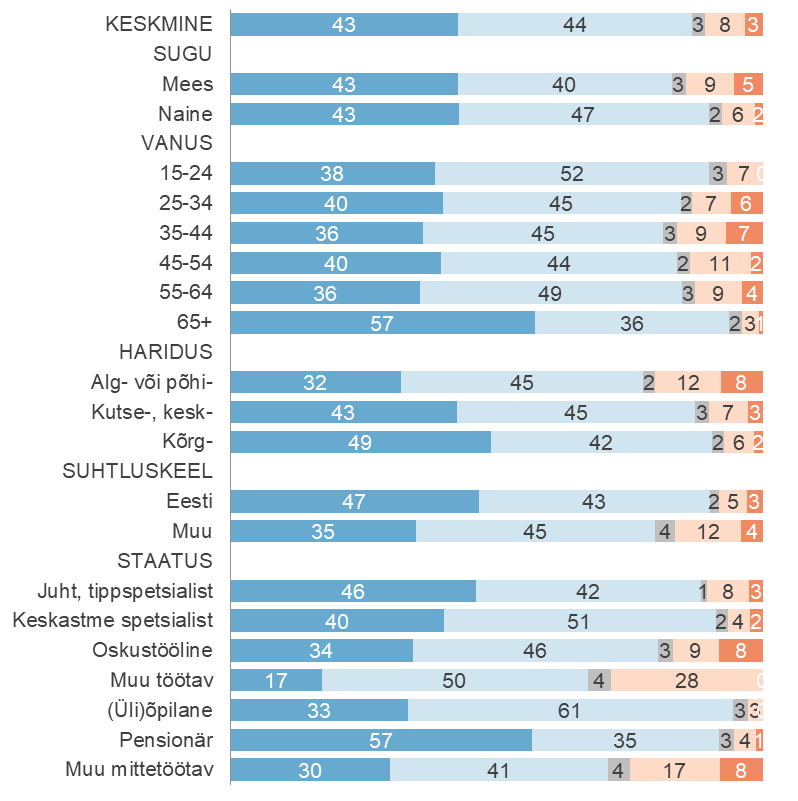 KESKMINE 43 44 3 8 3
SUGU
Mees 43 40 3 9 5
Naine 43 47 2 6 2
VANUS
15-24 38 52 3 7 0
25-34 40 45 2 7 6
35-44 36 45 3 9 7
45-54 40 44 2 11 2
55-64 36 49 3 9 4
65+ 57 36 2 3 1
HARIDUS
Alg- või põhi- 32 45 2 12 8
Kutse-, kesk- 43 45 3 7 3
Kõrg- 49 42 2 6 2
SUHTLUSKEEL
Eesti 47 43 2 5 3
Muu 35 45 4 12 4
STAATUS
Juht, tippspetsialist 46 42 1 8 3
Keskastme spetsialist 40 51 2 4 2
Oskustööline 34 46 3 9 8
Muu töötav 17 50 4 28 0
(Üli)õpilane 33 61 3 3
Pensionär 57 35 3 4 1
Muu mittetöötav 30 41 4 17 8